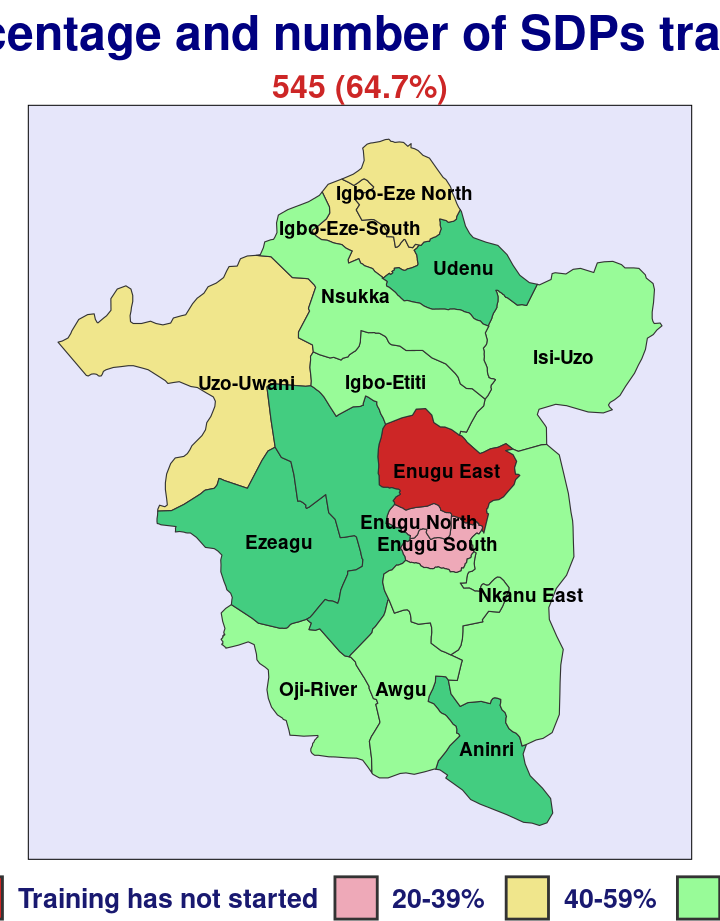 centage and number of SDPs tra
545 (64.7%)
Igbo-Eze North
Igbo-Eze-South
Udenu
Nsukka
Isi-Uzo
Uzo-Uwani
Igbo-Etiti
Enugu East
Enugu North
Enugu South
Ezeagu
Nkanu East
Oji-River
Awgu
Aninri
Training has not started 20-39% 40-59%